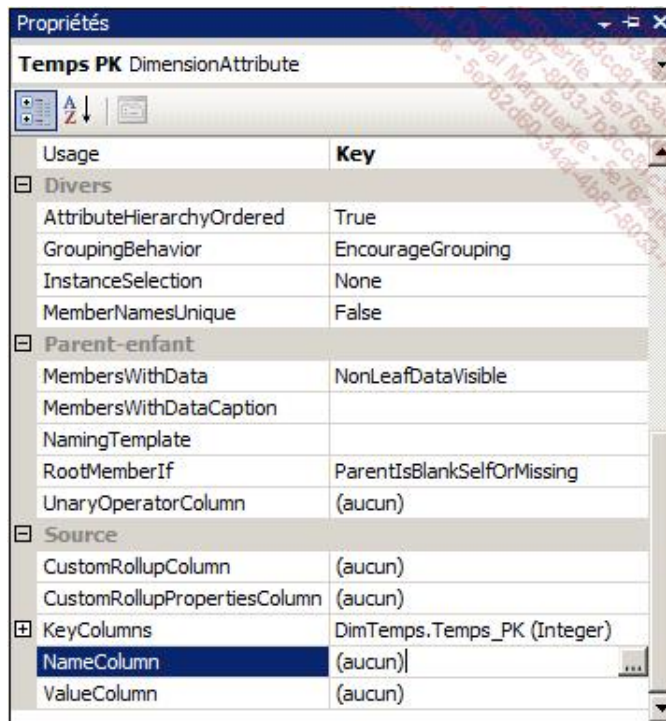 Propriétés
Temps PK DimensionAttribute
Usage Key
Divers
AttributeHierarchyOrdered True
GroupingBehavior EncourageGrouping
InstanceSelection None
MemberNamesUnique False
Parent-enfant
MembersWithData NonLeafDataVisible
MembersWithDataCaption
NamingTemplate
RootMemberIf ParentIsBlankSelfOrMissing
UnaryOperatorColumn (aucun)
Source
CustomRollupColumn (aucun)
CustomRollupPropertiesColumn (aucun)
KeyColumns DimTemps.Temps_PK (Integer)
NameColumn (aucun) ...
ValueColumn (aucun)